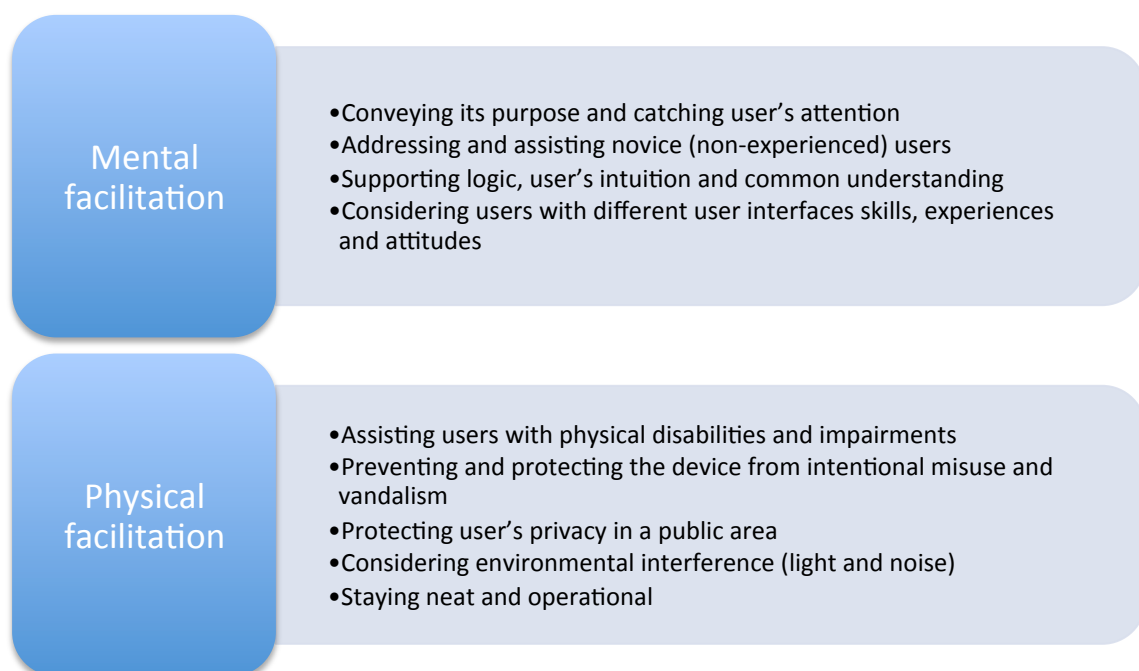 Mental
facilitation
•Conveying its purpose and catching user’s attention
•Addressing and assisting novice (non-experienced) users
•Supporting logic, user’s intuition and common understanding
•Considering users with different user interfaces skills, experiences
and attitudes
Physical
facilitation
•Assisting users with physical disabilities and impairments
•Preventing and protecting the device from intentional misuse and
vandalism
•Protecting user’s privacy in a public area
•Considering environmental interference (light and noise)
•Staying neat and operational